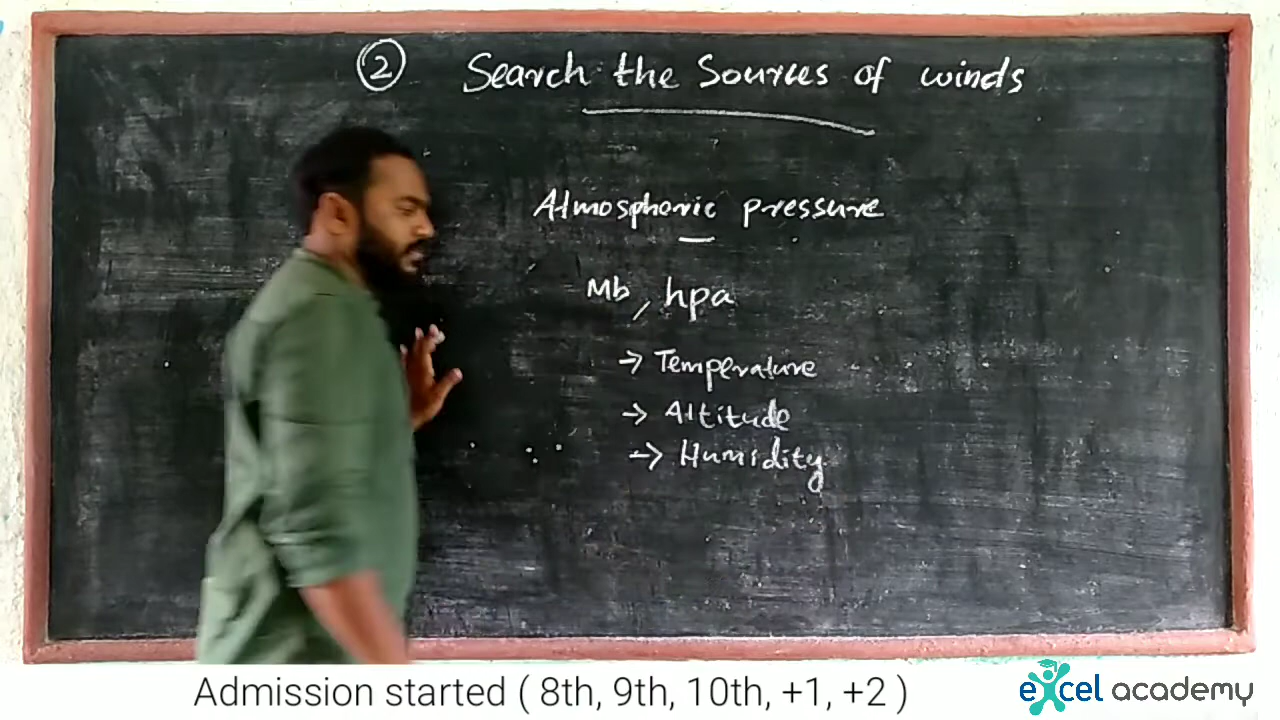 2 Search the Sources of winds
Atmospheric pressure
Mb, hpa
→ Temperature
→ Altitude
→ Humidity
Admission started ( 8th, 9th, 10th, +1, +2 )
excel academy